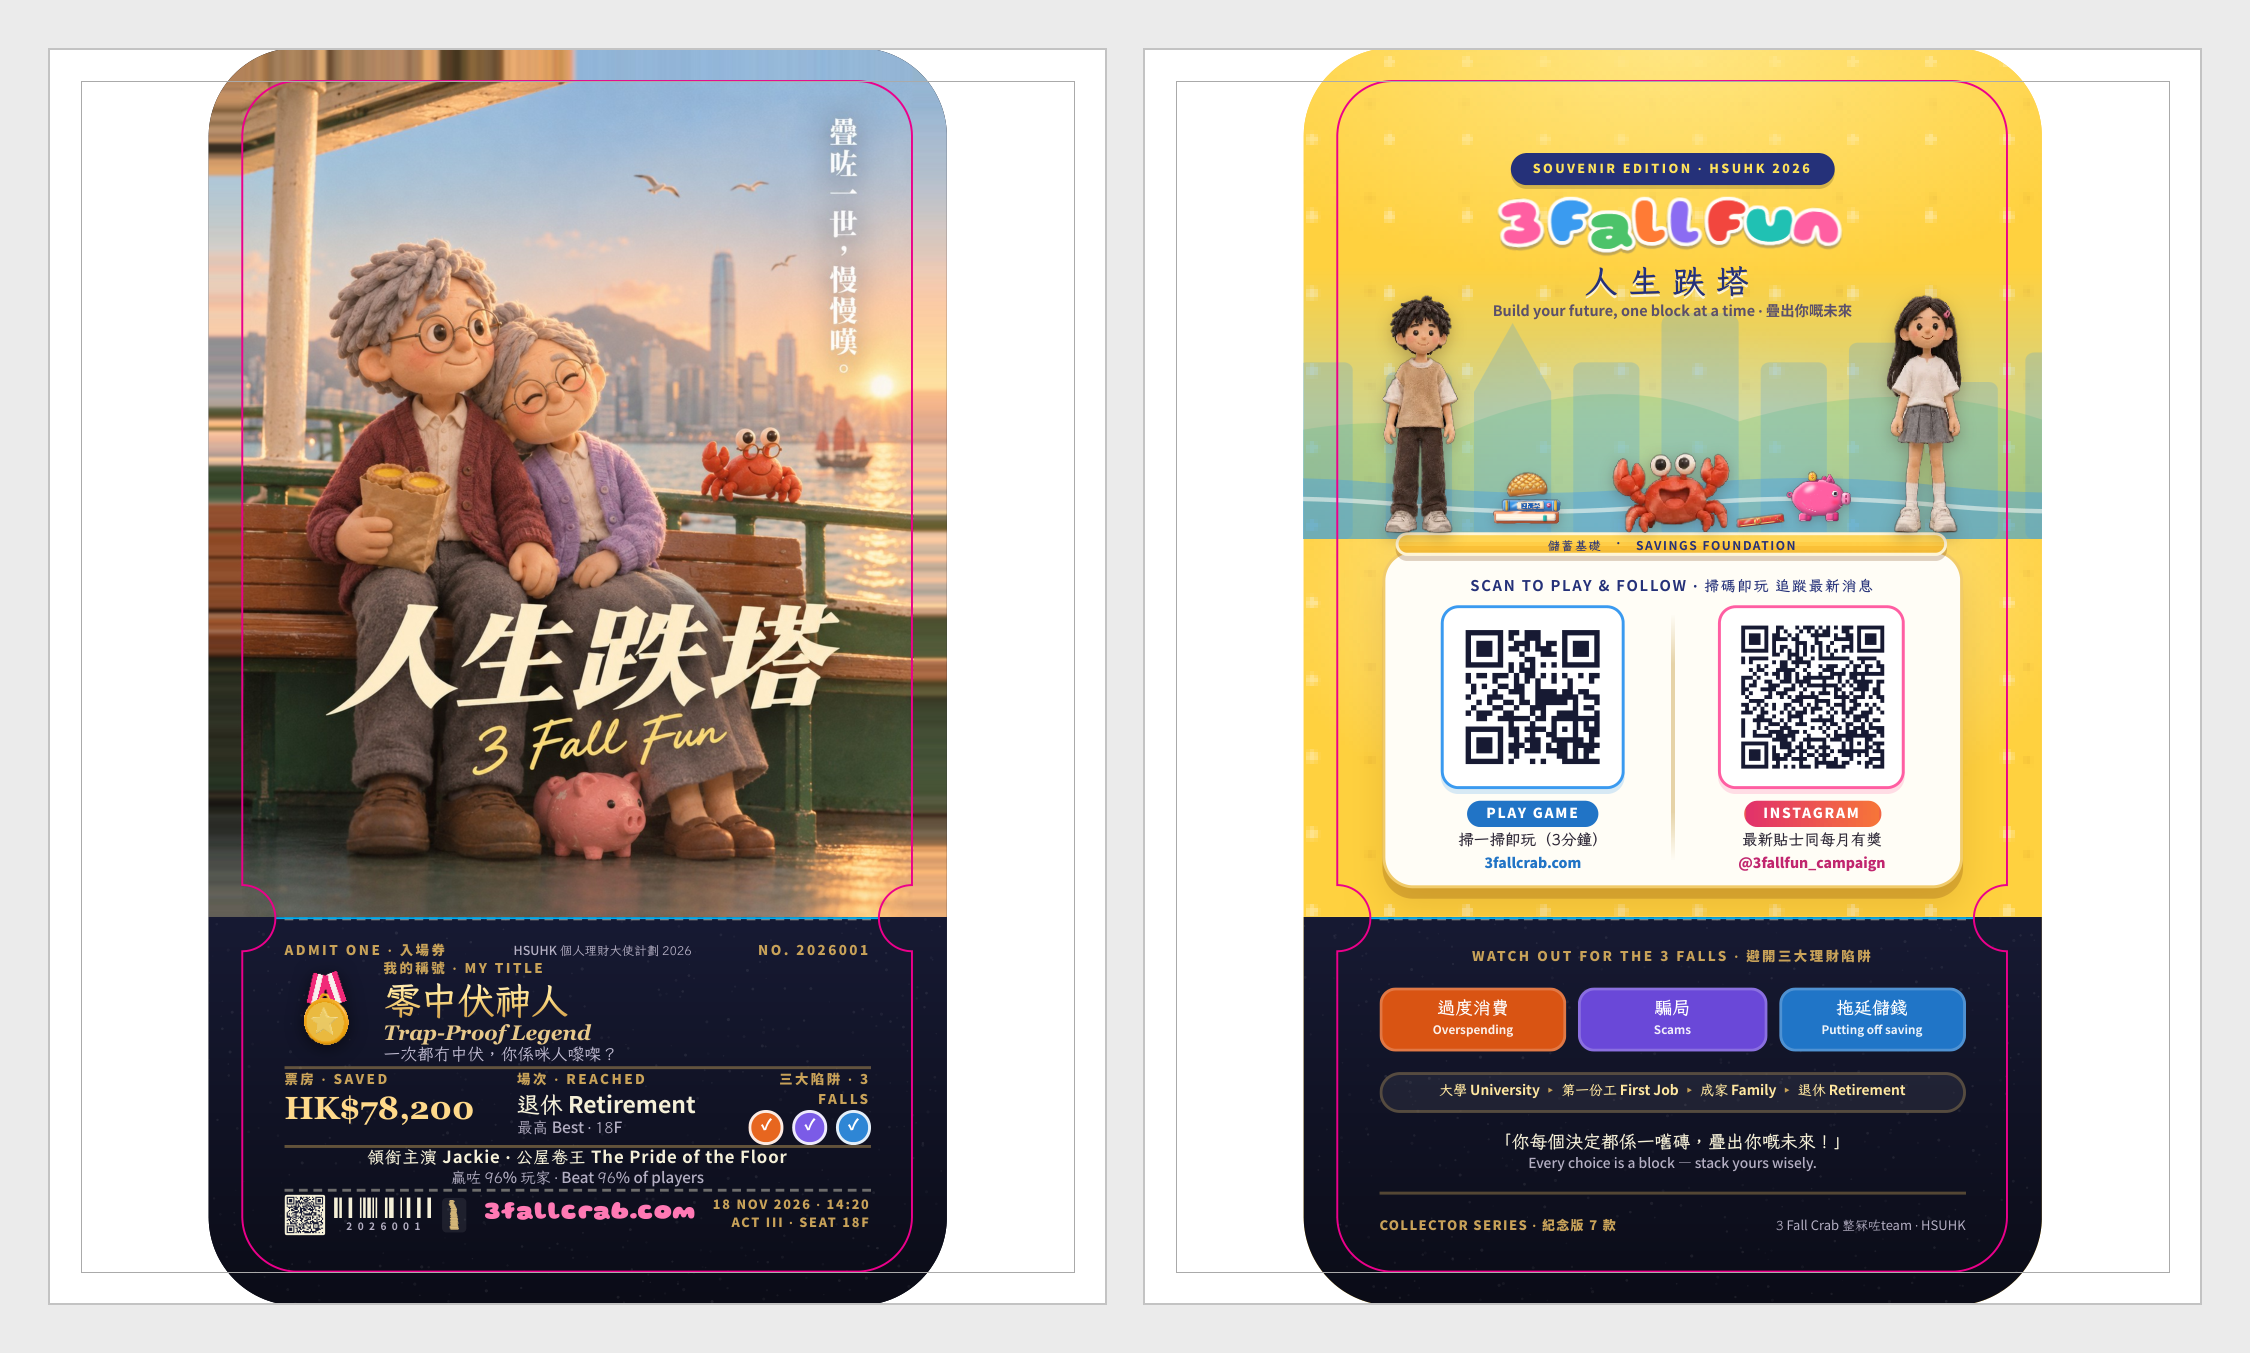 疊咗一世，慢慢嘆。
人生跌塔
3 Fall Fun
ADMIT ONE · 入場券
HSUHK 個人理財大使計劃 2026
NO. 2026001
我的稱號 · MY TITLE
零中伏神人
Trap-Proof Legend
一次都冇中伏，你係咪人嚟㗎？
票房 · SAVED
HK$78,200
場次 · REACHED
退休 Retirement
最高 Best · 18F
三大陷阱 · 3
FALLS
領銜主演 Jackie · 公屋卷王 The Pride of the Floor
贏咗 96% 玩家 · Beat 96% of players
2026001
3fallcrab.com
18 NOV 2026 · 14:20
ACT III · SEAT 18F
SOUVENIR EDITION · HSUHK 2026
3FallFun
人生跌塔
Build your future, one block at a time · 疊出你嘅未來
儲蓄基礎 · SAVINGS FOUNDATION
SCAN TO PLAY & FOLLOW · 掃碼即玩 追蹤最新消息
PLAY GAME
掃一掃即玩（3分鐘）
3fallcrab.com
INSTAGRAM
最新貼士同每月有獎
@3fallfun_campaign
WATCH OUT FOR THE 3 FALLS · 避開三大理財陷阱
過度消費
Overspending
騙局
Scams
拖延儲錢
Putting off saving
大學 University ▸ 第一份工 First Job ▸ 成家 Family ▸ 退休 Retirement
「你每個決定都係一嚿磚，疊出你嘅未來！」
Every choice is a block — stack yours wisely.
COLLECTOR SERIES · 紀念版 7 款
3 Fall Crab 整冧咗team · HSUHK